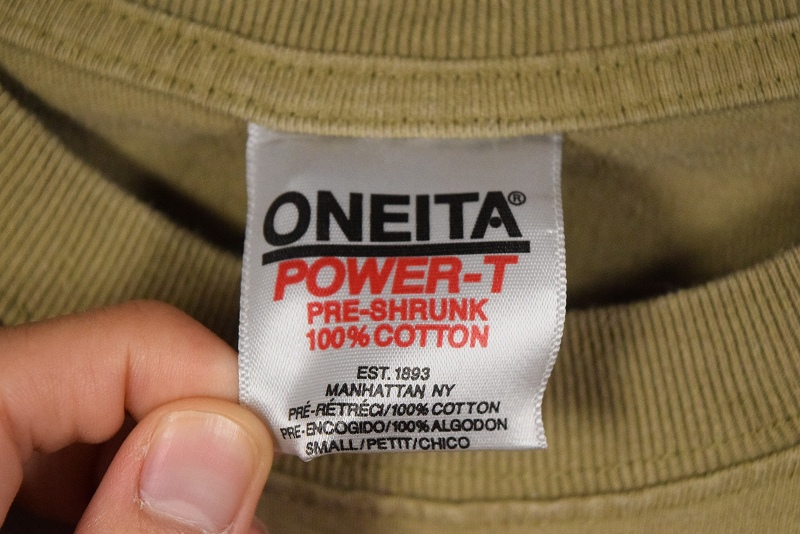 ONEITA®
POWER-T
PRE-SHRUNK
100% COTTON
EST. 1893
MANHATTAN NY
PRÉ-RÉTRÉCI/100% COTTON
PRE-ENCOGIDO/100% ALGODON
SMALL/PETIT/CHICO